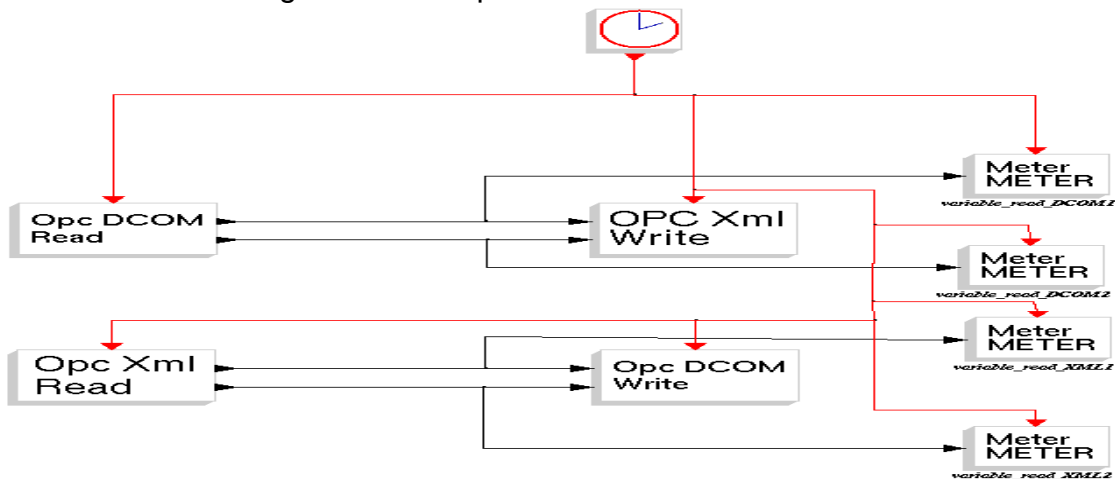 Meter
METER
variable_read_DCOM1
Opc DCOM
Read
OPC Xml
Write
Meter
METER
variable_read_DCOM2
Meter
METER
variable_read_XML1
Opc Xml
Read
Opc DCOM
Write
Meter
METER
variable_read_XML2